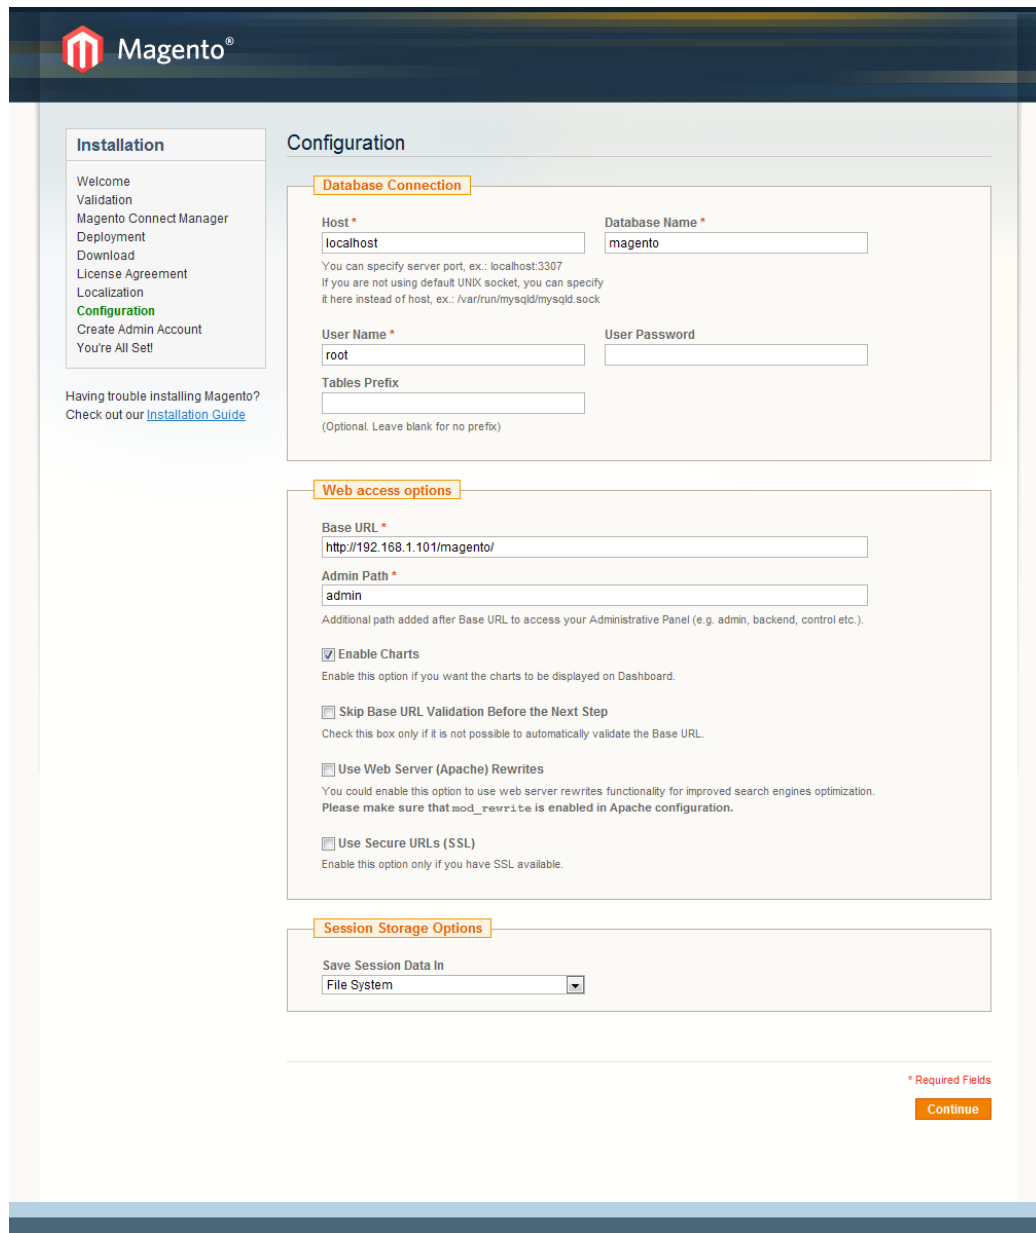 Magento®
Installation
Welcome
Validation
Magento Connect Manager
Deployment
Download
License Agreement
Localization
Configuration
Create Admin Account
You're All Set!
Having trouble installing Magento?
Check out our Installation Guide
Configuration
Database Connection
Host * Database Name *
localhost magento
You can specify server port, ex.: localhost:3307
If you are not using default UNIX socket, you can specify
it here instead of host, ex.: /var/run/mysqld/mysqld.sock
User Name * User Password
root
Tables Prefix
(Optional. Leave blank for no prefix)
Web access options
Base URL *
http://192.168.1.101/magento/
Admin Path *
admin
Additional path added after Base URL to access your Administrative Panel (e.g. admin, backend, control etc.).
Enable Charts
Enable this option if you want the charts to be displayed on Dashboard.
Skip Base URL Validation Before the Next Step
Check this box only if it is not possible to automatically validate the Base URL.
Use Web Server (Apache) Rewrites
You could enable this option to use web server rewrites functionality for improved search engines optimization.
Please make sure that mod_rewrite is enabled in Apache configuration.
Use Secure URLs (SSL)
Enable this option only if you have SSL available.
Session Storage Options
Save Session Data In
File System
* Required Fields
Continue